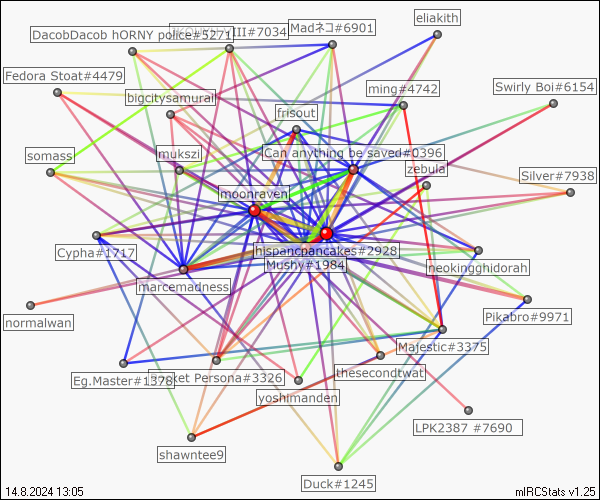 eliakith
Madネコ#6901
III#7034
DacobDacob hORNY police#5271
Fedora Stoat#4479
ming#4742
Swirly Boi#6154
bigcitysamurai
frisout
somass
mukszi
Can anything be saved#0396
zebula
Silver#7938
moonraven
Cypha#1717
hispancpancakes#2928
Mushy#1984
neokingghidorah
marcemadness
normalwan
Pikabro#9971
Majestic#3375
Eg.Master#1378
ket Persona#3326
thesecondtwat
yoshimanden
LPK2387 #7690
shawntee9
Duck#1245
14.8.2024 13:05
mIRCStats v1.25